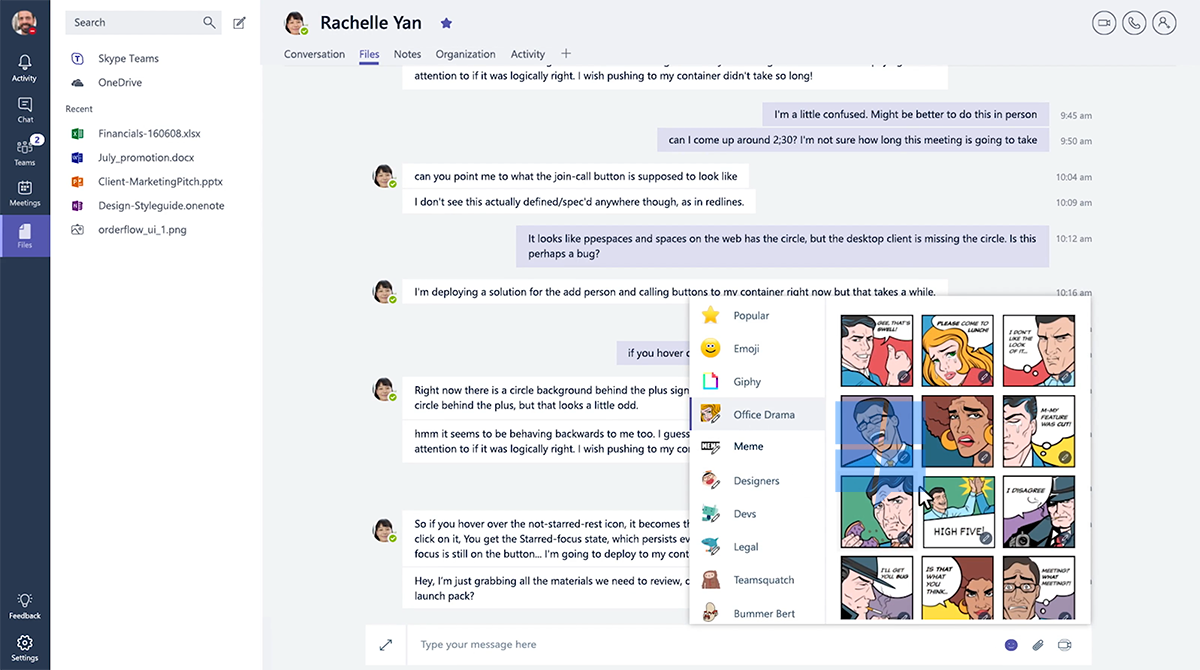 Search
Activity
Chat
2
Teams
Meetings
Files
Feedback
Settings
Skype Teams
OneDrive
Recent
Financials-160608.xlsx
July_promotion.docx
Client-MarketingPitch.pptx
Design-Styleguide.onenote
orderflow_ui_1.png
Rachelle Yan
Conversation Files Notes Organization Activity +
attention to if it was logically right. I wish pushing to my container didn't take so long!
I'm a little confused. Might be better to do this in person
9:45 am
can I come up around 2;30? I'm not sure how long this meeting is going to take
9:50 am
can you point me to what the join-call button is supposed to look like
10:04 am
I don't see this actually defined/spec'd anywhere though, as in redlines.
10:09 am
It looks like ppespaces and spaces on the web has the circle, but the desktop client is missing the circle. Is this
perhaps a bug?
10:12 am
I'm deploying a solution for the add person and calling buttons to my container right now but that takes a while.
10:16 am
if you hover
Right now there is a circle background behind the plus sign
circle behind the plus, but that looks a little odd.
hmm it seems to be behaving backwards to me too. I guess
attention to if it was logically right. I wish pushing to my
So if you hover over the not-starred-rest icon, it becomes
click on it, You get the Starred-focus state, which persists
focus is still on the button... I'm going to deploy to my
Hey, I'm just grabbing all the materials we need to review,
launch pack?
Popular
Emoji
Giphy
Office Drama
MEME
Meme
Designers
Devs
Legal
Teamsquatch
Bummer Bert
GEE, THAT'S
SWELL!
PLEASE COME TO
LUNCH!
I DON'T
LIKE THE
LOOK
OF IT...
M-MY
FEATURE
WAS CUT!
HIGH FIVE!
I DISAGREE
I'LL GET
YOU BUG
IS THAT
WHAT
YOU
THINK..
MEETING?
WHAT
MEETING?!
Type your message here